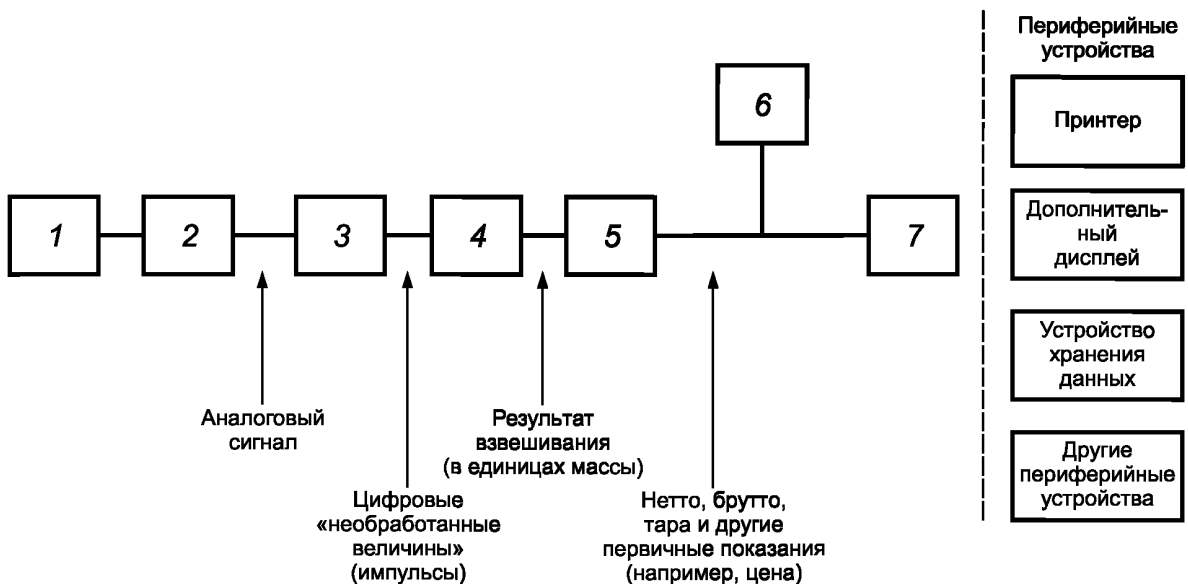 Периферийные
устройства
6
Принтер
1
2
3
4
5
7
Дополнитель-
ный
дисплей
Устройство
хранения
данных
Другие
периферийные
устройства
Аналоговый
сигнал
Результат
взвешивания
(в единицах массы)
Цифровые
«необработанные
величины»
(импульсы)
Нетто, брутто,
тара и другие
первичные показания
(например, цена)